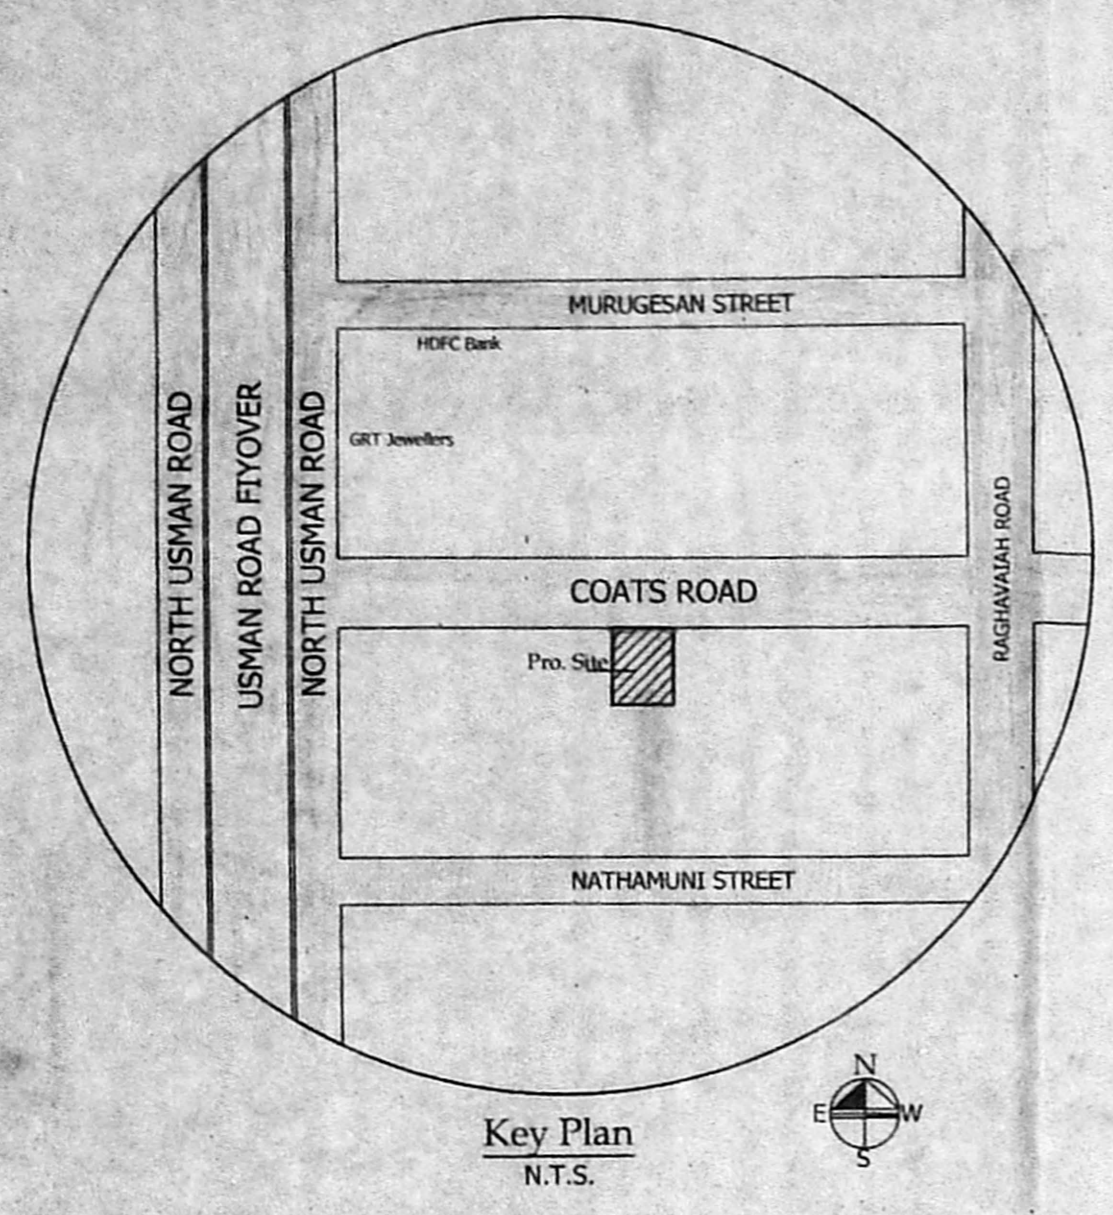 MURUGESAN STREET
HDFC Bank
GRT Jewellers
NORTH USMAN ROAD
USMAN ROAD FIYOVER
NORTH USMAN ROAD
RAGHAVAIAH ROAD
COATS ROAD
Pro. Site
NATHAMUNI STREET
N
E W
S
Key Plan
N.T.S.